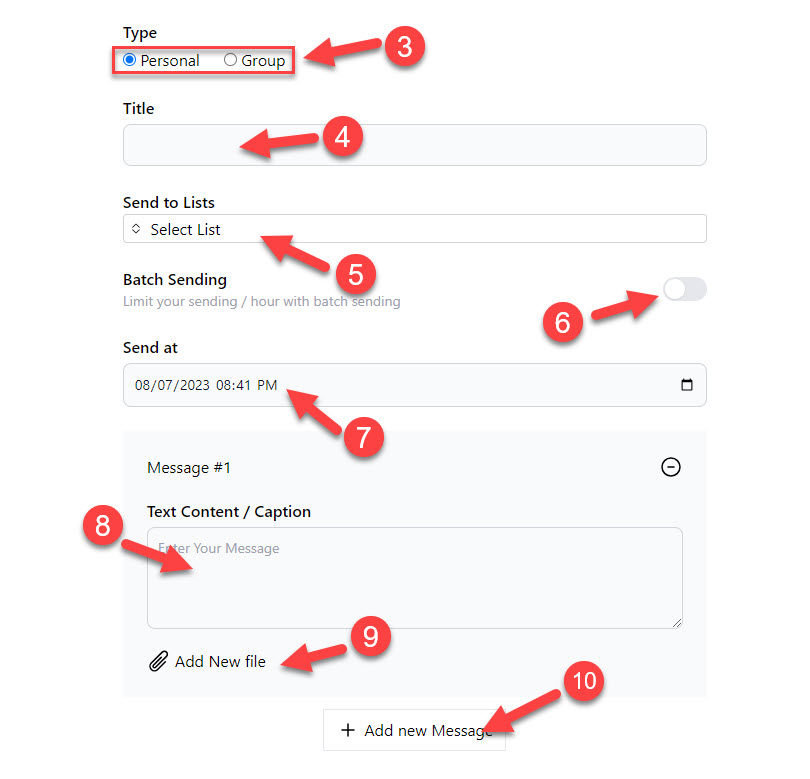 Type
3
Personal Group
Title
4
Send to Lists
Select List
5
Batch Sending
Limit your sending / hour with batch sending
6
Send at
08/07/2023 08:41 PM
7
Message #1
Text Content / Caption
8
Enter Your Message
9
Add New file
10
Add new Message